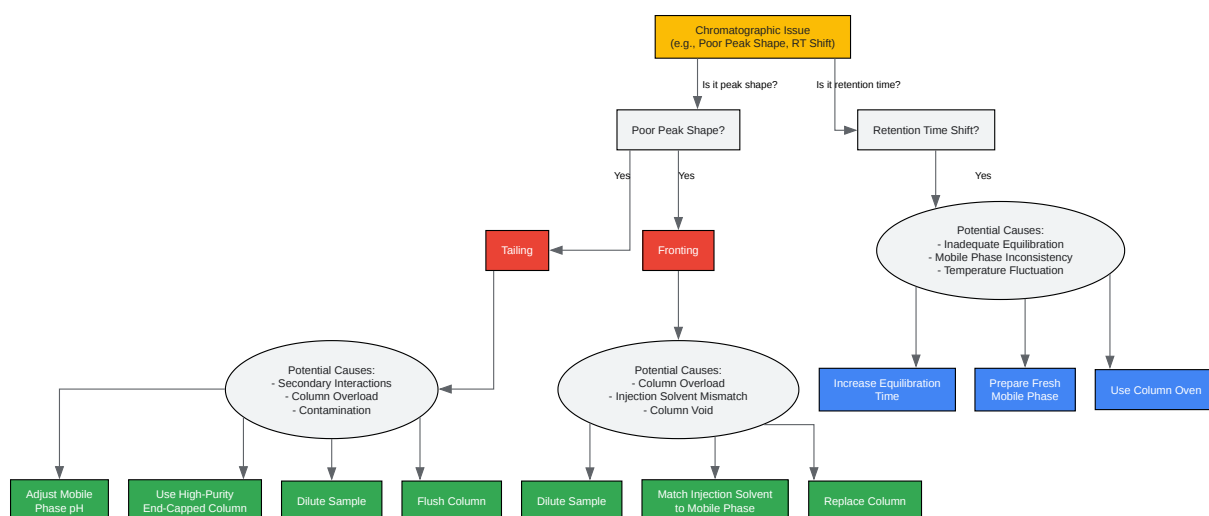 Chromatographic Issue
(e.g., Poor Peak Shape, RT Shift)
Is it peak shape?
Is it retention time?
Poor Peak Shape?
Retention Time Shift?
Yes
Yes
Yes
Tailing
Fronting
Potential Causes:
- Inadequate Equilibration
- Mobile Phase Inconsistency
- Temperature Fluctuation
Potential Causes:
- Secondary Interactions
- Column Overload
- Contamination
Potential Causes:
- Column Overload
- Injection Solvent Mismatch
- Column Void
Increase Equilibration
Time
Prepare Fresh
Mobile Phase
Use Column Oven
Adjust Mobile
Phase pH
Use High-Purity
End-Capped Column
Dilute Sample
Flush Column
Dilute Sample
Match Injection Solvent
to Mobile Phase
Replace Column